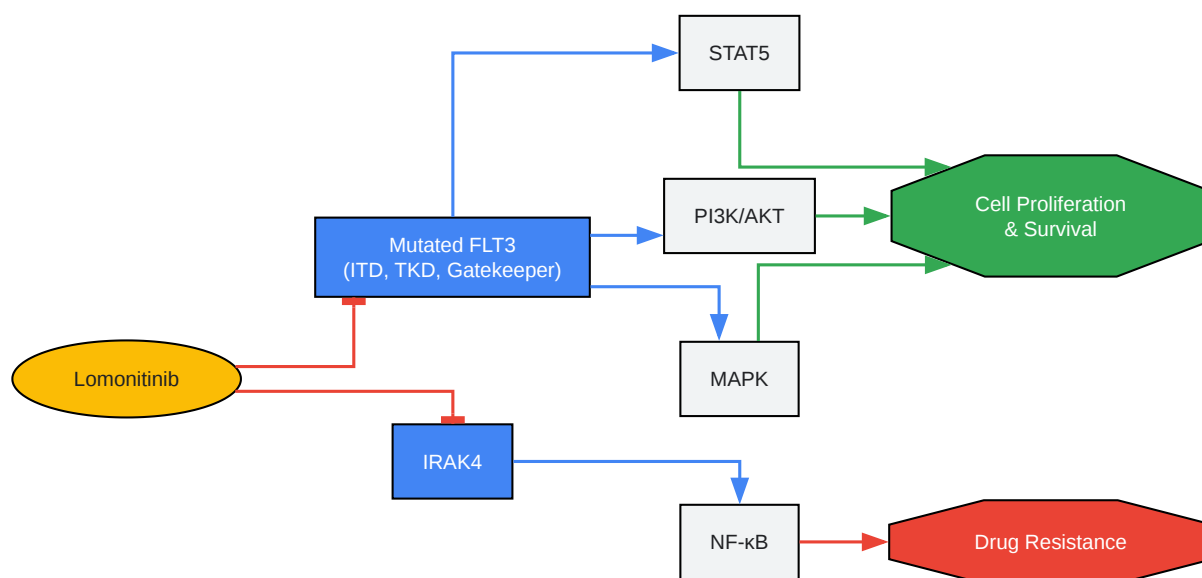 STAT5
PI3K/AKT
Cell Proliferation
& Survival
Mutated FLT3
(ITD, TKD, Gatekeeper)
Lomonitinib
MAPK
IRAK4
NF-κB
Drug Resistance